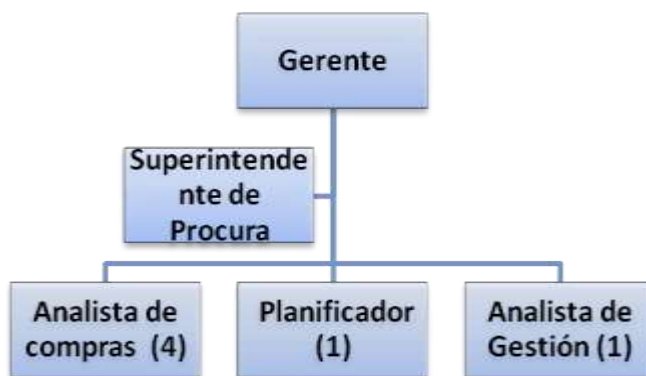 Gerente
Superintende
nte de
Procura
Analista de
compras (4)
Planificador
(1)
Analista de
Gestión (1)